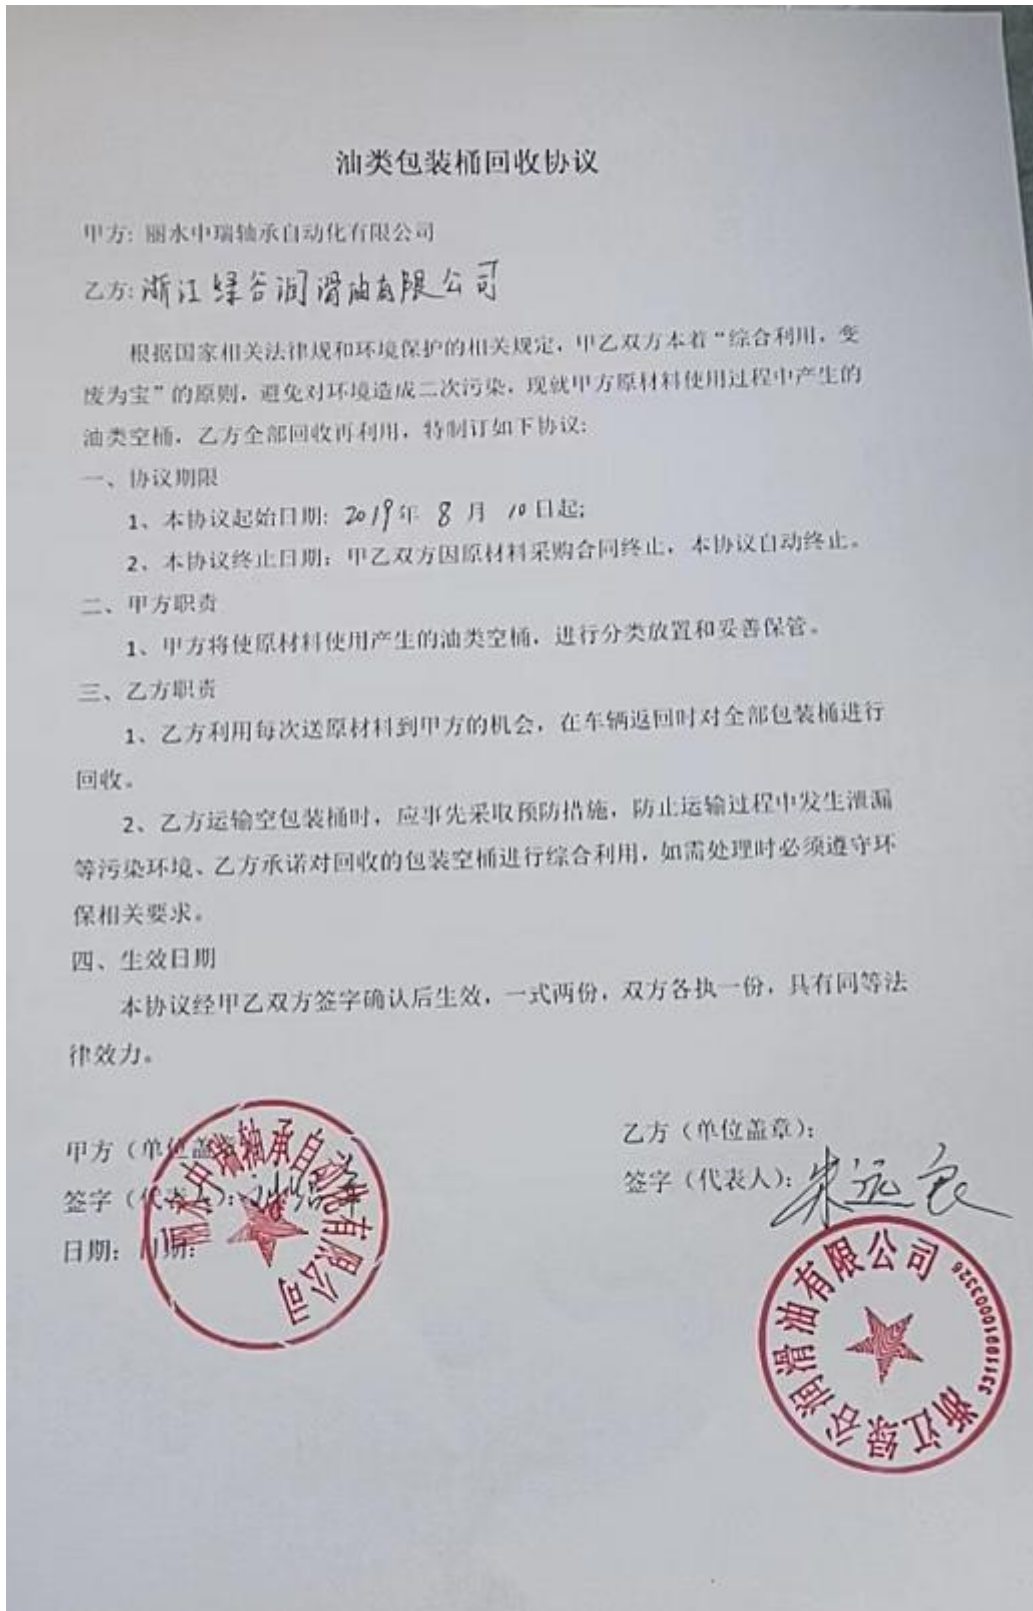 油类包装桶回收协议
甲方: 丽水中瑞轴承自动化有限公司
乙方: 浙江绿谷润滑油有限公司
根据国家相关法律规和环境保护的相关规定，甲乙双方本着“综合利用，变
废为宝”的原则，避免对环境造成二次污染，现就甲方原材料使用过程中产生的
油类空桶，乙方全部回收再利用，特制订如下协议:
一、协议期限
1、本协议起始日期: 2019年 8月 10日起;
2、本协议终止日期：甲乙双方因原材料采购合同终止，本协议自动终止。
二、甲方职责
1、甲方将使原材料使用产生的油类空桶，进行分类放置和妥善保管。
三、乙方职责
1、乙方利用每次送原材料到甲方的机会，在车辆返回时对全部包装桶进行
回收。
2、乙方运输空包装桶时，应事先采取预防措施，防止运输过程中发生泄漏
等污染环境、乙方承诺对回收的包装空桶进行综合利用，如需处理时必须遵守环
保相关要求。
四、生效日期
本协议经甲乙双方签字确认后生效，一式两份，双方各执一份，具有同等法
律效力。
甲方（单位盖章
签字（代表人）:
日期: 日期:
丽水中瑞轴承自动化有限公司
乙方（单位盖章）:
签字（代表人）: 朱远良
浙江绿谷润滑油有限公司